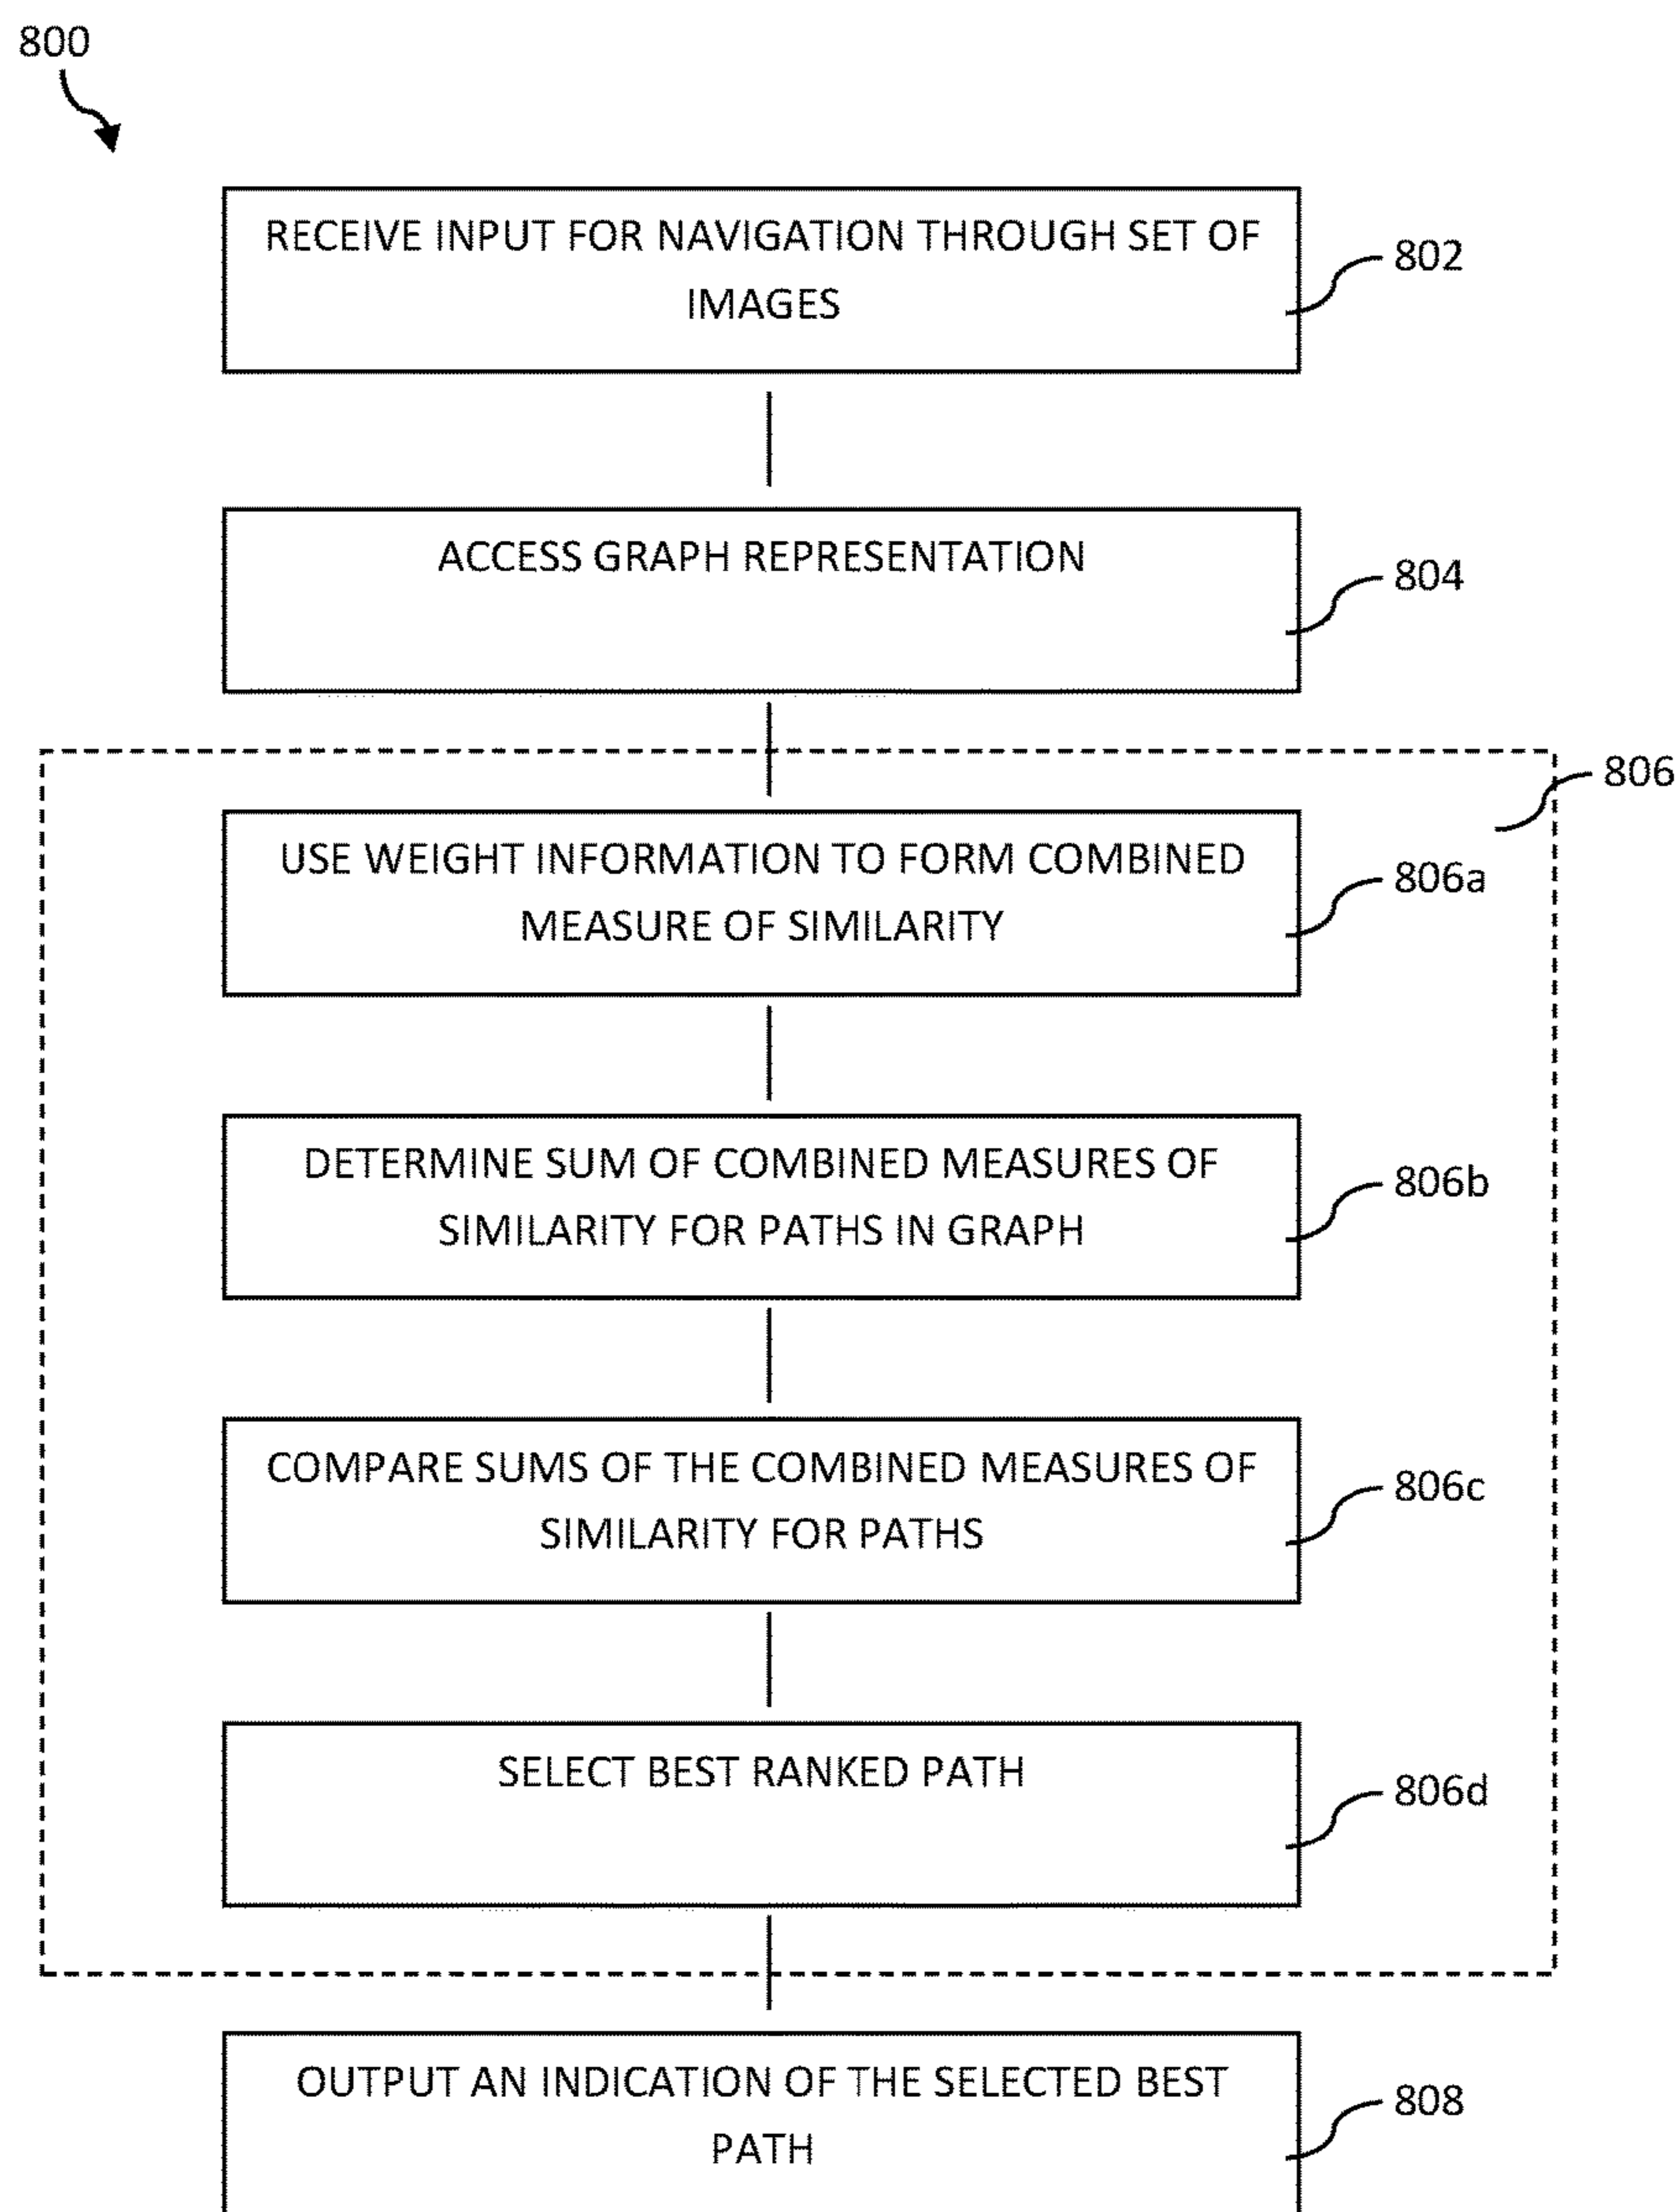 800
RECEIVE INPUT FOR NAVIGATION THROUGH SET OF
IMAGES
802
ACCESS GRAPH REPRESENTATION
804
806
USE WEIGHT INFORMATION TO FORM COMBINED
MEASURE OF SIMILARITY
806a
DETERMINE SUM OF COMBINED MEASURES OF
SIMILARITY FOR PATHS IN GRAPH
806b
COMPARE SUMS OF THE COMBINED MEASURES OF
SIMILARITY FOR PATHS
806c
SELECT BEST RANKED PATH
806d
OUTPUT AN INDICATION OF THE SELECTED BEST
PATH
808